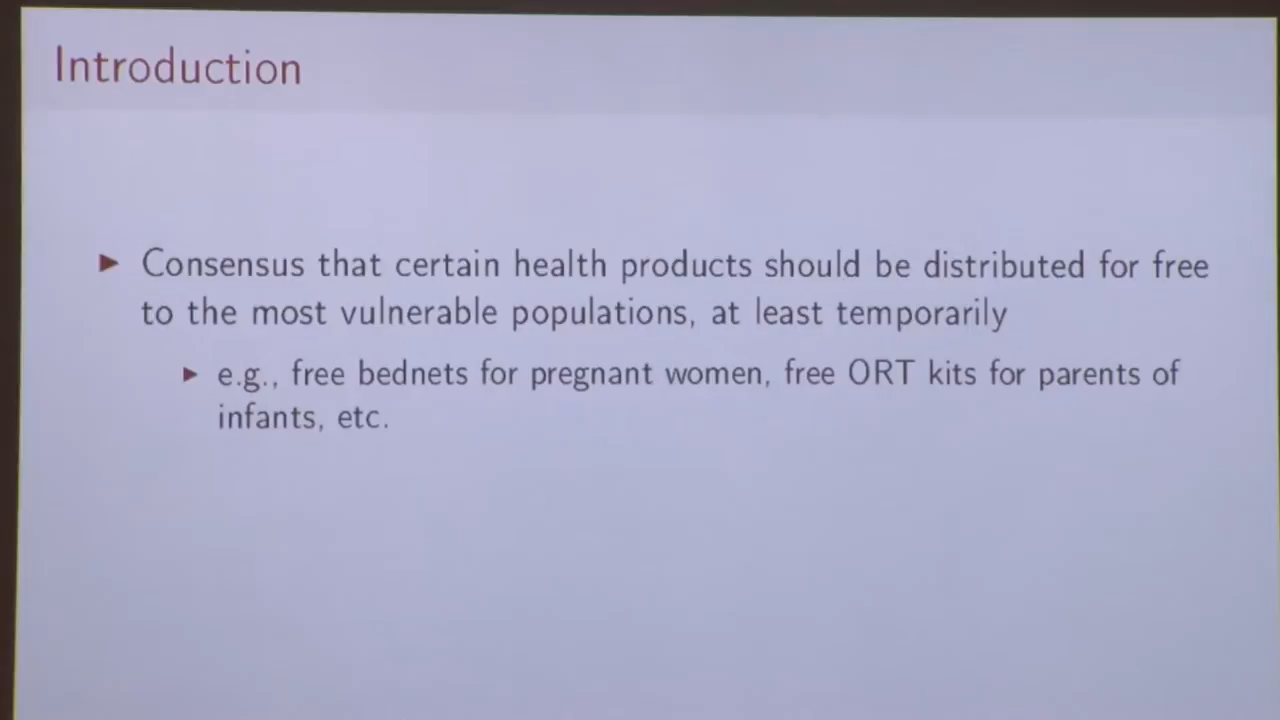 Introduction
Consensus that certain health products should be distributed for free
to the most vulnerable populations, at least temporarily
e.g., free bednets for pregnant women, free ORT kits for parents of
infants, etc.